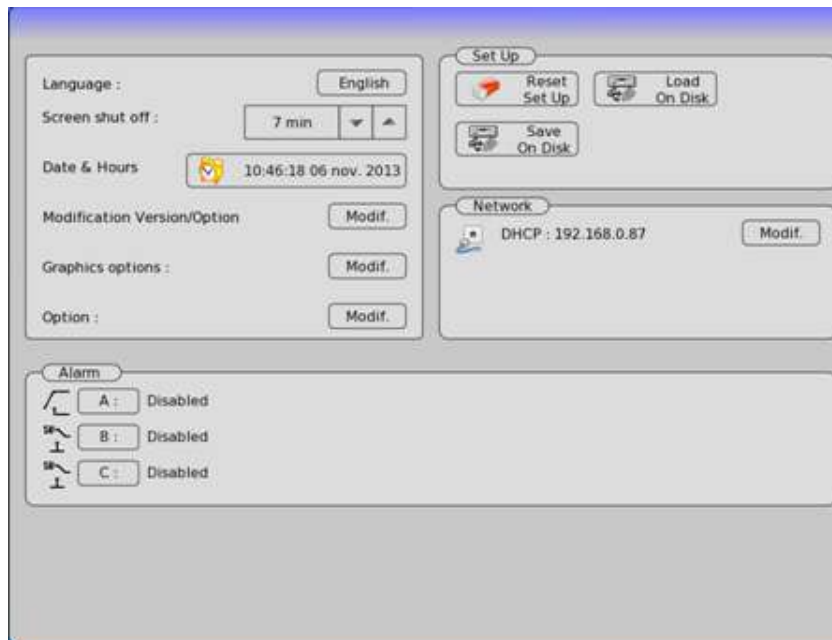 Language :
English
Screen shut off :
7 min
Date & Hours
10:46:18 06 nov. 2013
Modification Version/Option
Modif.
Graphics options :
Modif.
Option :
Modif.
Set Up
Reset
Set Up
Load
On Disk
Save
On Disk
Network
DHCP : 192.168.0.87
Modif.
Alarm
A :
Disabled
B :
Disabled
C :
Disabled